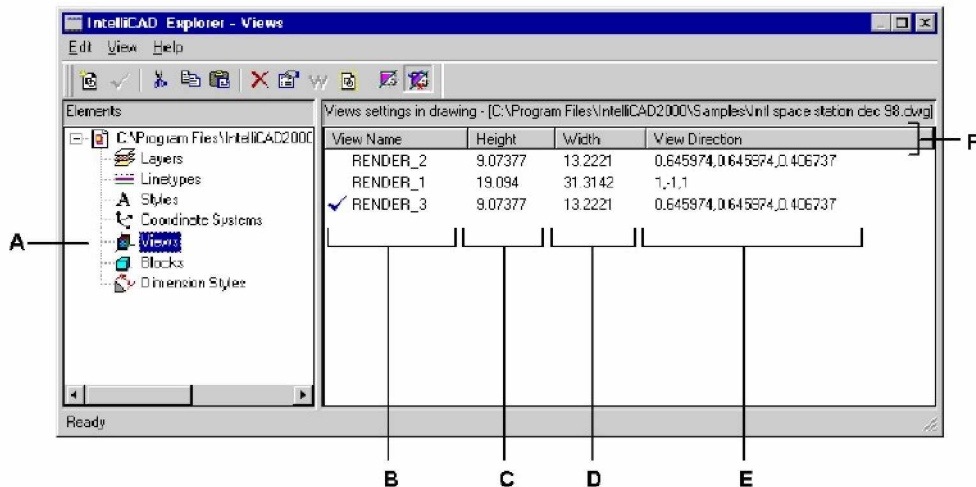 IntelliCAD Explorer - Views
Edit View Help
Elements
Views settings in drawing - [C:\Program Files\IntelliCAD2000\Samples\Intl space station dec 98.dwg]
C:\Program Files\IntelliCAD2000
Layers
Linetypes
Styles
Coordinate Systems
Views
Blocks
Dimension Styles
View Name Height Width View Direction
RENDER_2 9.07377 13.2221 0.645974,0.645974,0.406737
RENDER_1 19.094 31.3142 1,-1,1
RENDER_3 9.07377 13.2221 0.645974,0.645974,0.406737
Ready
A
B C D E
F